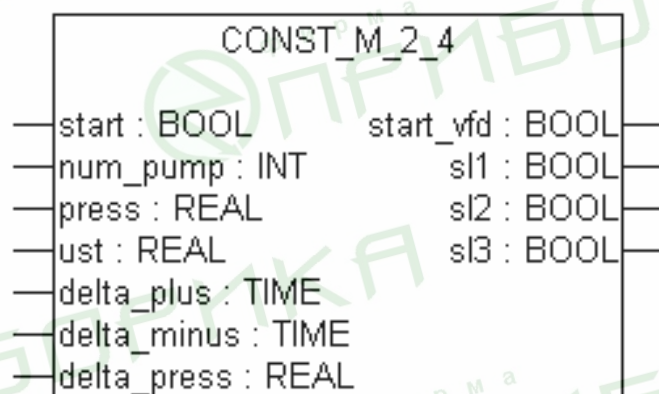 CONST_M_2_4
start : BOOL start_vfd : BOOL
num_pump : INT sl1 : BOOL
press : REAL sl2 : BOOL
ust : REAL sl3 : BOOL
delta_plus : TIME
delta_minus : TIME
delta_press : REAL